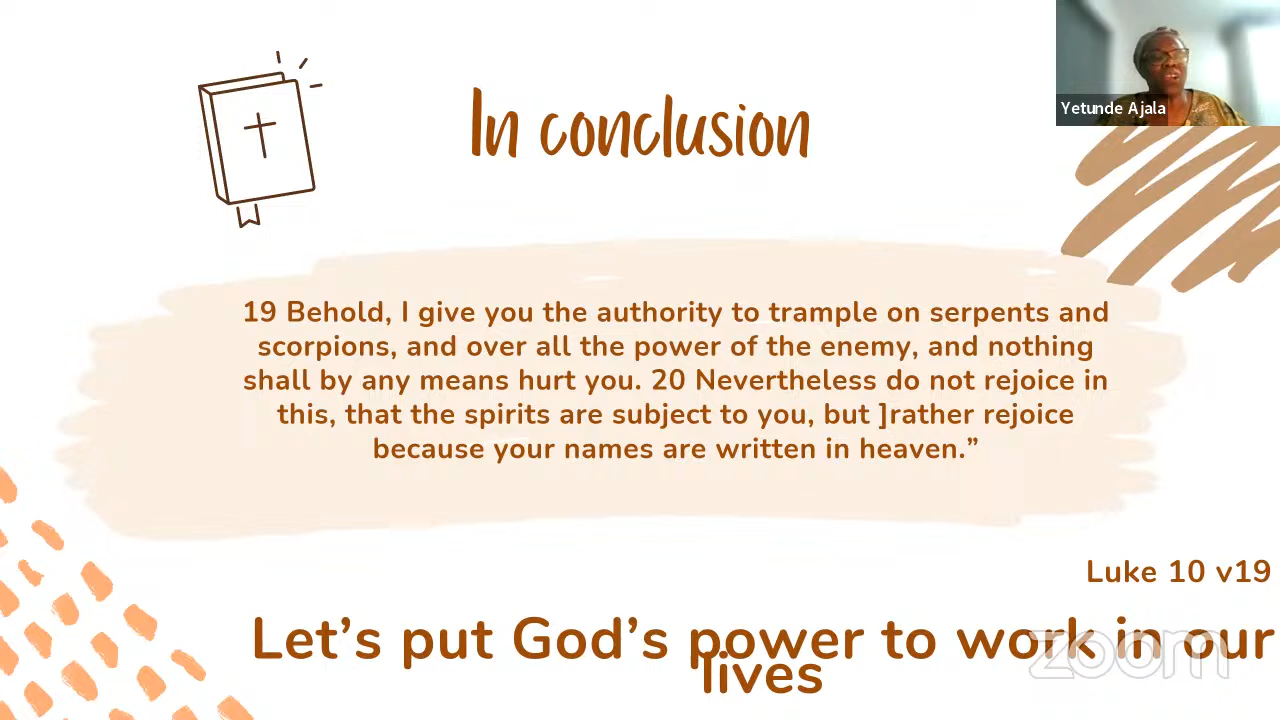 In conclusion
Yetunde Ajala
19 Behold, I give you the authority to trample on serpents and
scorpions, and over all the power of the enemy, and nothing
shall by any means hurt you. 20 Nevertheless do not rejoice in
this, that the spirits are subject to you, but ]rather rejoice
because your names are written in heaven.”
Luke 10 v19
Let’s put God’s power to work in our
lives
zoom